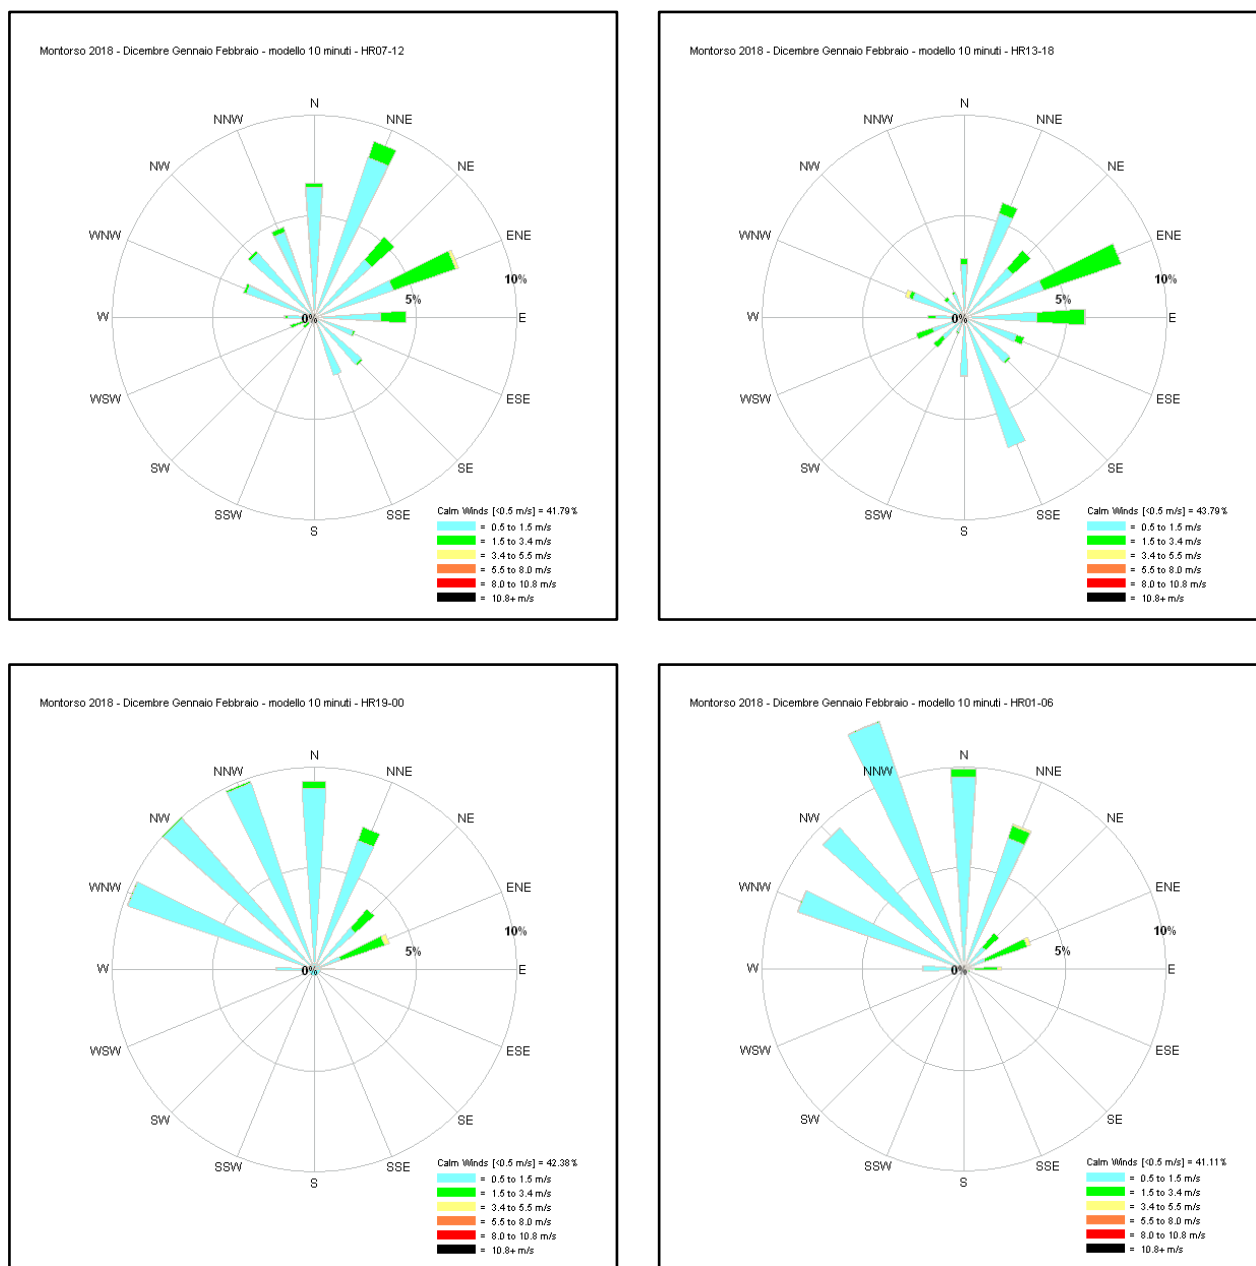 Montorso 2018 - Dicembre Gennaio Febbraio - modello 10 minuti - HR07-12
N
NNW
NNE
NW
NE
WNW
ENE
10%
5%
W
0%
E
WSW
ESE
SW
SE
SSW
SSE
S
Calm Winds [<0.5 m/s] = 41.79%
= 0.5 to 1.5 m/s
= 1.5 to 3.4 m/s
= 3.4 to 5.5 m/s
= 5.5 to 8.0 m/s
= 8.0 to 10.8 m/s
= 10.8+ m/s
Montorso 2018 - Dicembre Gennaio Febbraio - modello 10 minuti - HR13-18
N
NNW
NNE
NW
NE
WNW
ENE
10%
5%
W
0%
E
WSW
ESE
SW
SE
SSW
SSE
S
Calm Winds [<0.5 m/s] = 43.79%
= 0.5 to 1.5 m/s
= 1.5 to 3.4 m/s
= 3.4 to 5.5 m/s
= 5.5 to 8.0 m/s
= 8.0 to 10.8 m/s
= 10.8+ m/s
Montorso 2018 - Dicembre Gennaio Febbraio - modello 10 minuti - HR19-00
N
NNW
NNE
NW
NE
WNW
ENE
10%
5%
W
0%
E
WSW
ESE
SW
SE
SSW
SSE
S
Calm Winds [<0.5 m/s] = 42.38%
= 0.5 to 1.5 m/s
= 1.5 to 3.4 m/s
= 3.4 to 5.5 m/s
= 5.5 to 8.0 m/s
= 8.0 to 10.8 m/s
= 10.8+ m/s
Montorso 2018 - Dicembre Gennaio Febbraio - modello 10 minuti - HR01-06
N
NNW
NNE
NW
NE
WNW
ENE
10%
5%
W
0%
E
WSW
ESE
SW
SE
SSW
SSE
S
Calm Winds [<0.5 m/s] = 41.11%
= 0.5 to 1.5 m/s
= 1.5 to 3.4 m/s
= 3.4 to 5.5 m/s
= 5.5 to 8.0 m/s
= 8.0 to 10.8 m/s
= 10.8+ m/s